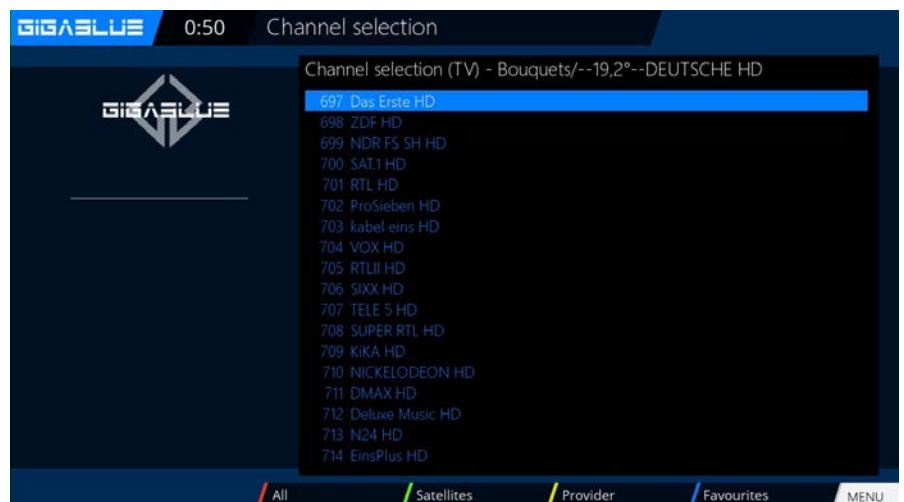 GIGABLUE 0:50 Channel selection
Channel selection (TV) - Bouquets/--19,2°--DEUTSCHE HD
GIGABLUE
697 Das Erste HD
698 ZDF HD
699 NDR FS SH HD
700 SAT.1 HD
701 RTL HD
702 ProSieben HD
703 kabel eins HD
704 VOX HD
705 RTLII HD
706 SIXX HD
707 TELE 5 HD
708 SUPER RTL HD
709 KiKA HD
710 NICKELODEON HD
711 DMAX HD
712 Deluxe Music HD
713 N24 HD
714 EinsPlus HD
All Satellites Provider Favourites MENU